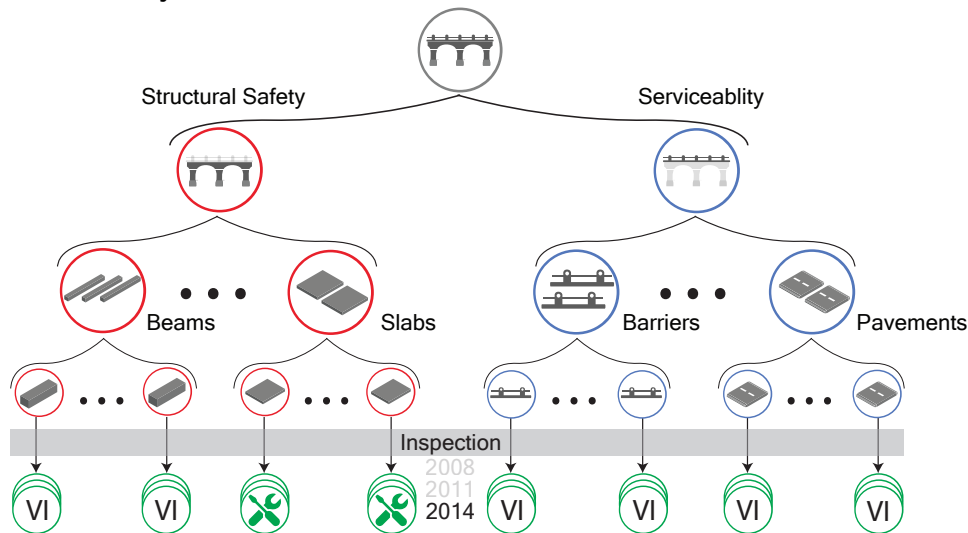 Structural Safety
Serviceablity
Beams
Slabs
Barriers
Pavements
Inspection
2008
2011
2014
VI
VI
VI
VI
VI
VI